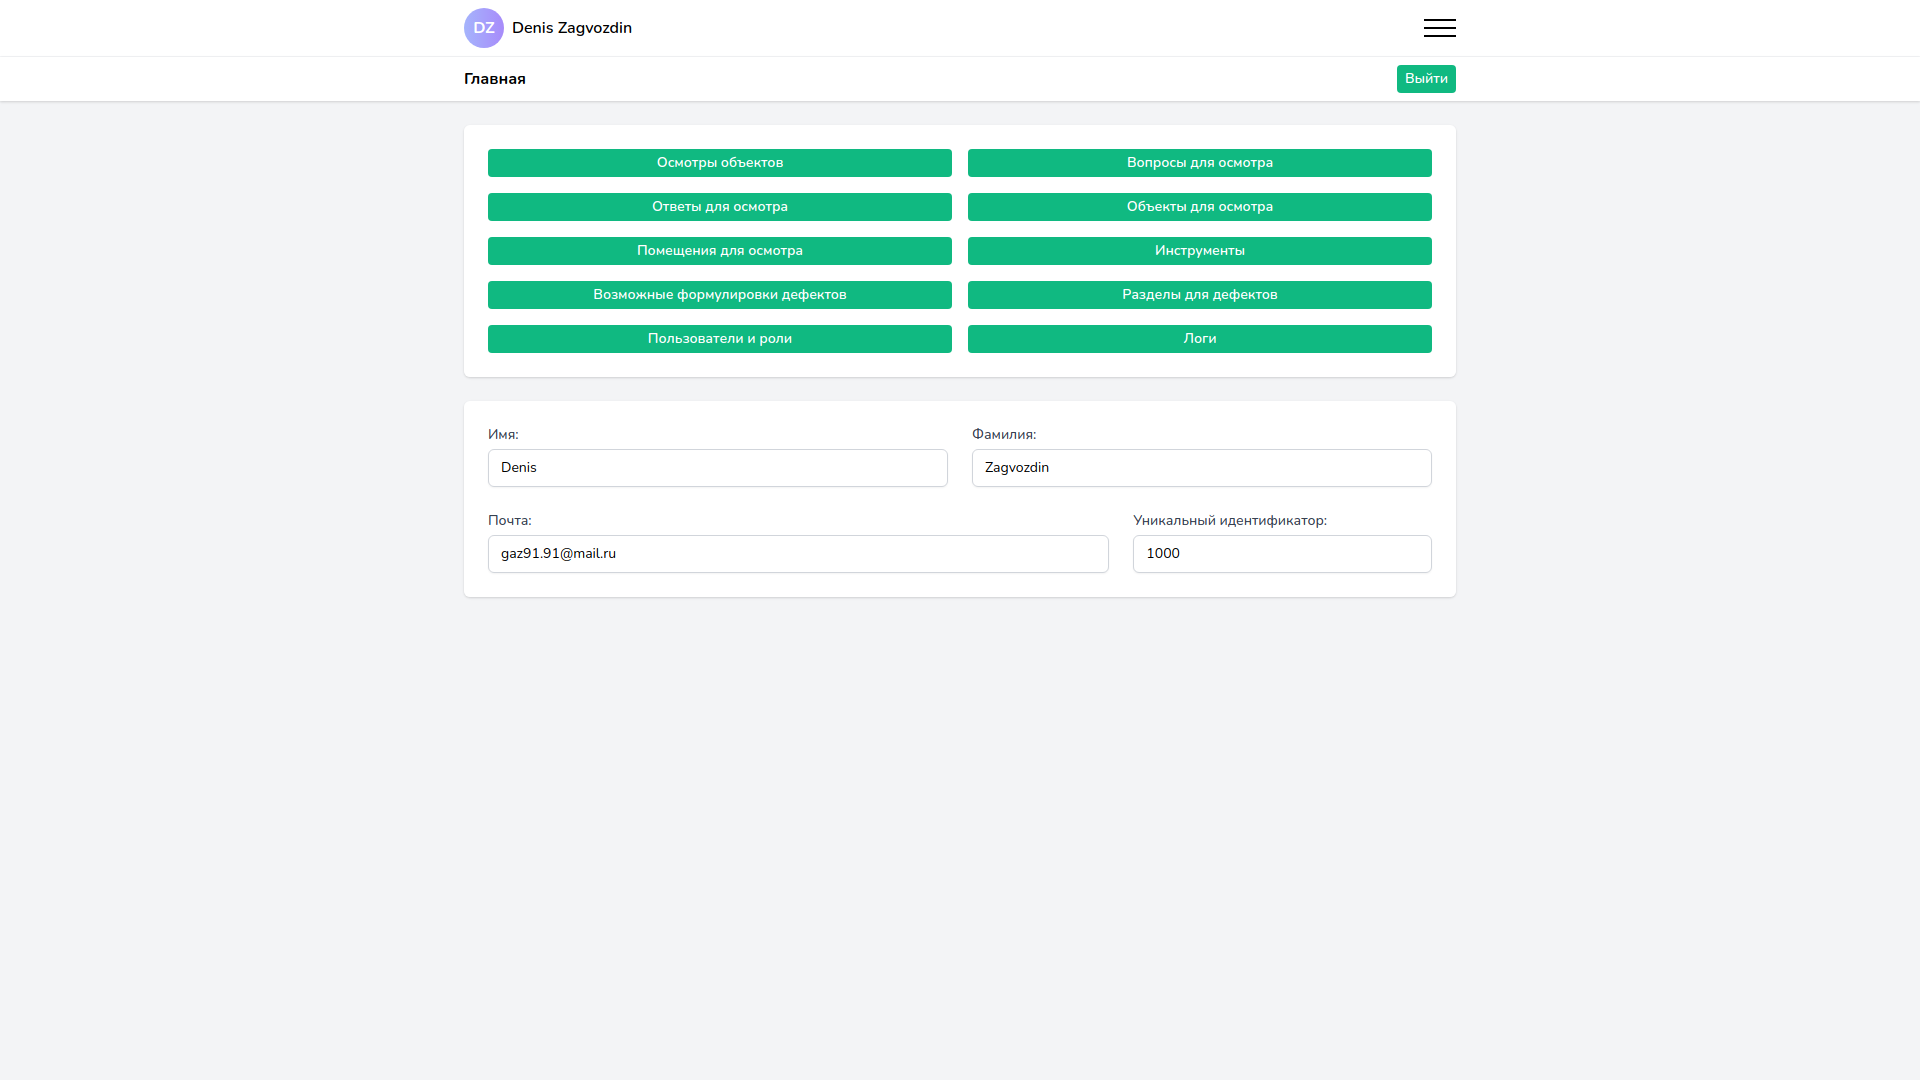 DZ Denis Zagvozdin
Главная Выйти
Осмотры объектов Вопросы для осмотра
Ответы для осмотра Объекты для осмотра
Помещения для осмотра Инструменты
Возможные формулировки дефектов Разделы для дефектов
Пользователи и роли Логи
Имя: Фамилия:
Denis Zagvozdin
Почта: Уникальный идентификатор:
gaz91.91@mail.ru 1000